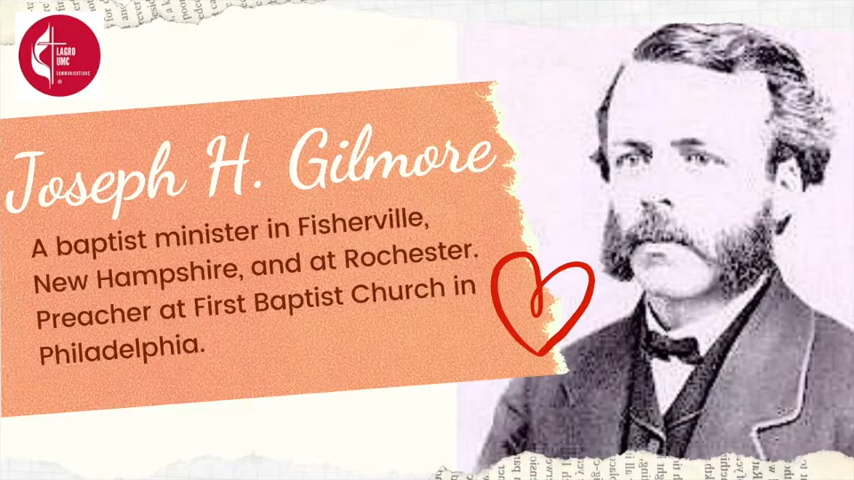 LAGRO
UMC
COMMUNICATIONS
Joseph H. Gilmore
A baptist minister in Fisherville,
New Hampshire, and at Rochester.
Preacher at First Baptist Church in
Philadelphia.